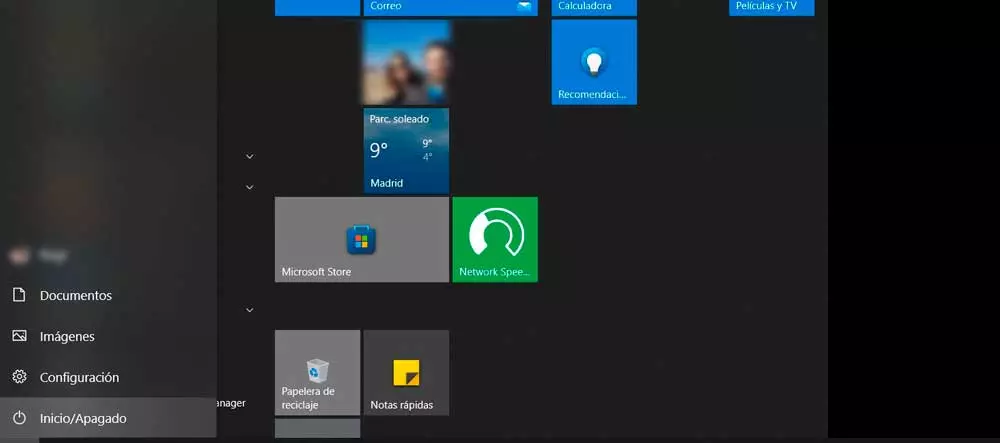 Correo
Calculadora
Películas y TV
Recomendaci...
Parc. soleado
9°
9°
4°
Madrid
Microsoft Store
Network Spee...
Documentos
Imágenes
Configuración
Inicio/Apagado
anager
Papelera de
reciclaje
Notas rápidas